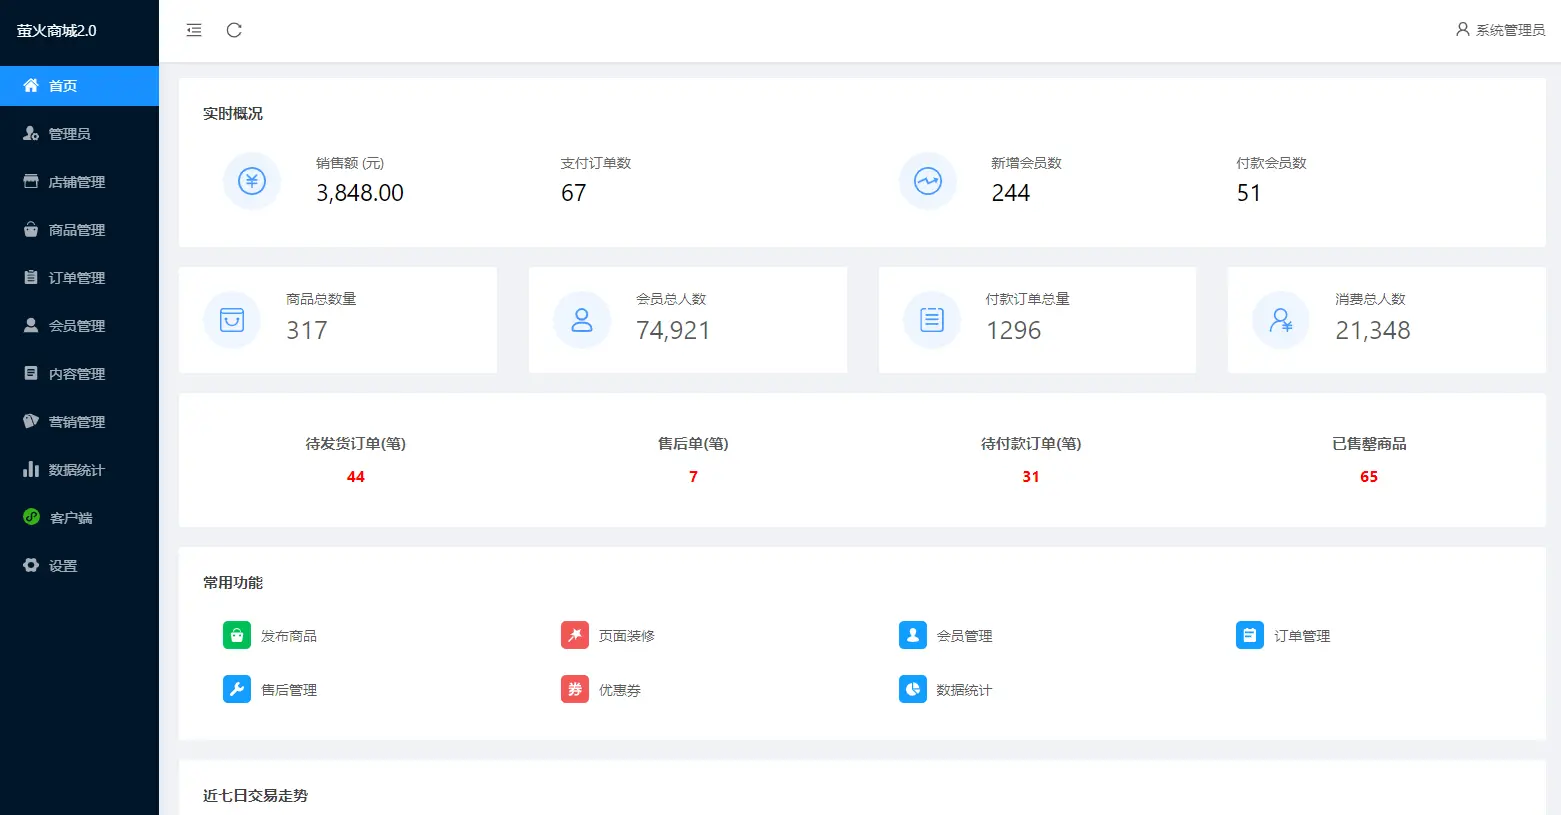 萤火商城2.0
系统管理员
首页
管理员
店铺管理
商品管理
订单管理
会员管理
内容管理
营销管理
数据统计
客户端
设置
实时概况
销售额 (元)
3,848.00
支付订单数
67
新增会员数
244
付款会员数
51
商品总数量
317
会员总人数
74,921
付款订单总量
1296
消费总人数
21,348
待发货订单(笔)
44
售后单(笔)
7
待付款订单(笔)
31
已售罄商品
65
常用功能
发布商品
页面装修
会员管理
订单管理
售后管理
券 优惠券
数据统计
近七日交易走势